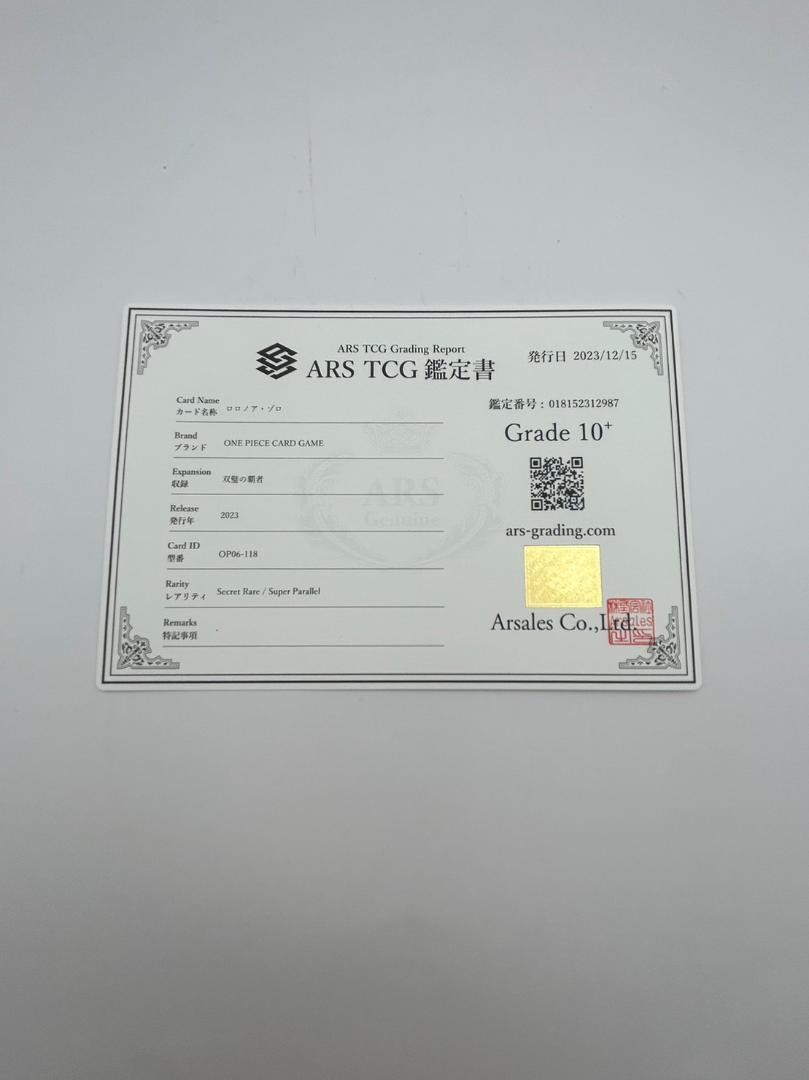 ARS TCG Grading Report
ARS TCG 鑑定書
発行日 2023/12/15
Card Name
カード名称 ロロノア・ゾロ
Brand
ブランド ONE PIECE CARD GAME
Expansion
収録 双璧の覇者
Release
発行年 2023
Card ID
型番 OP06-118
Rarity
レアリティ Secret Rare / Super Parallel
Remarks
特記事項
ARS
Genuine
鑑定番号：018152312987
Grade 10+
ars-grading.com
Arsales Co.,Ltd.
Arsales